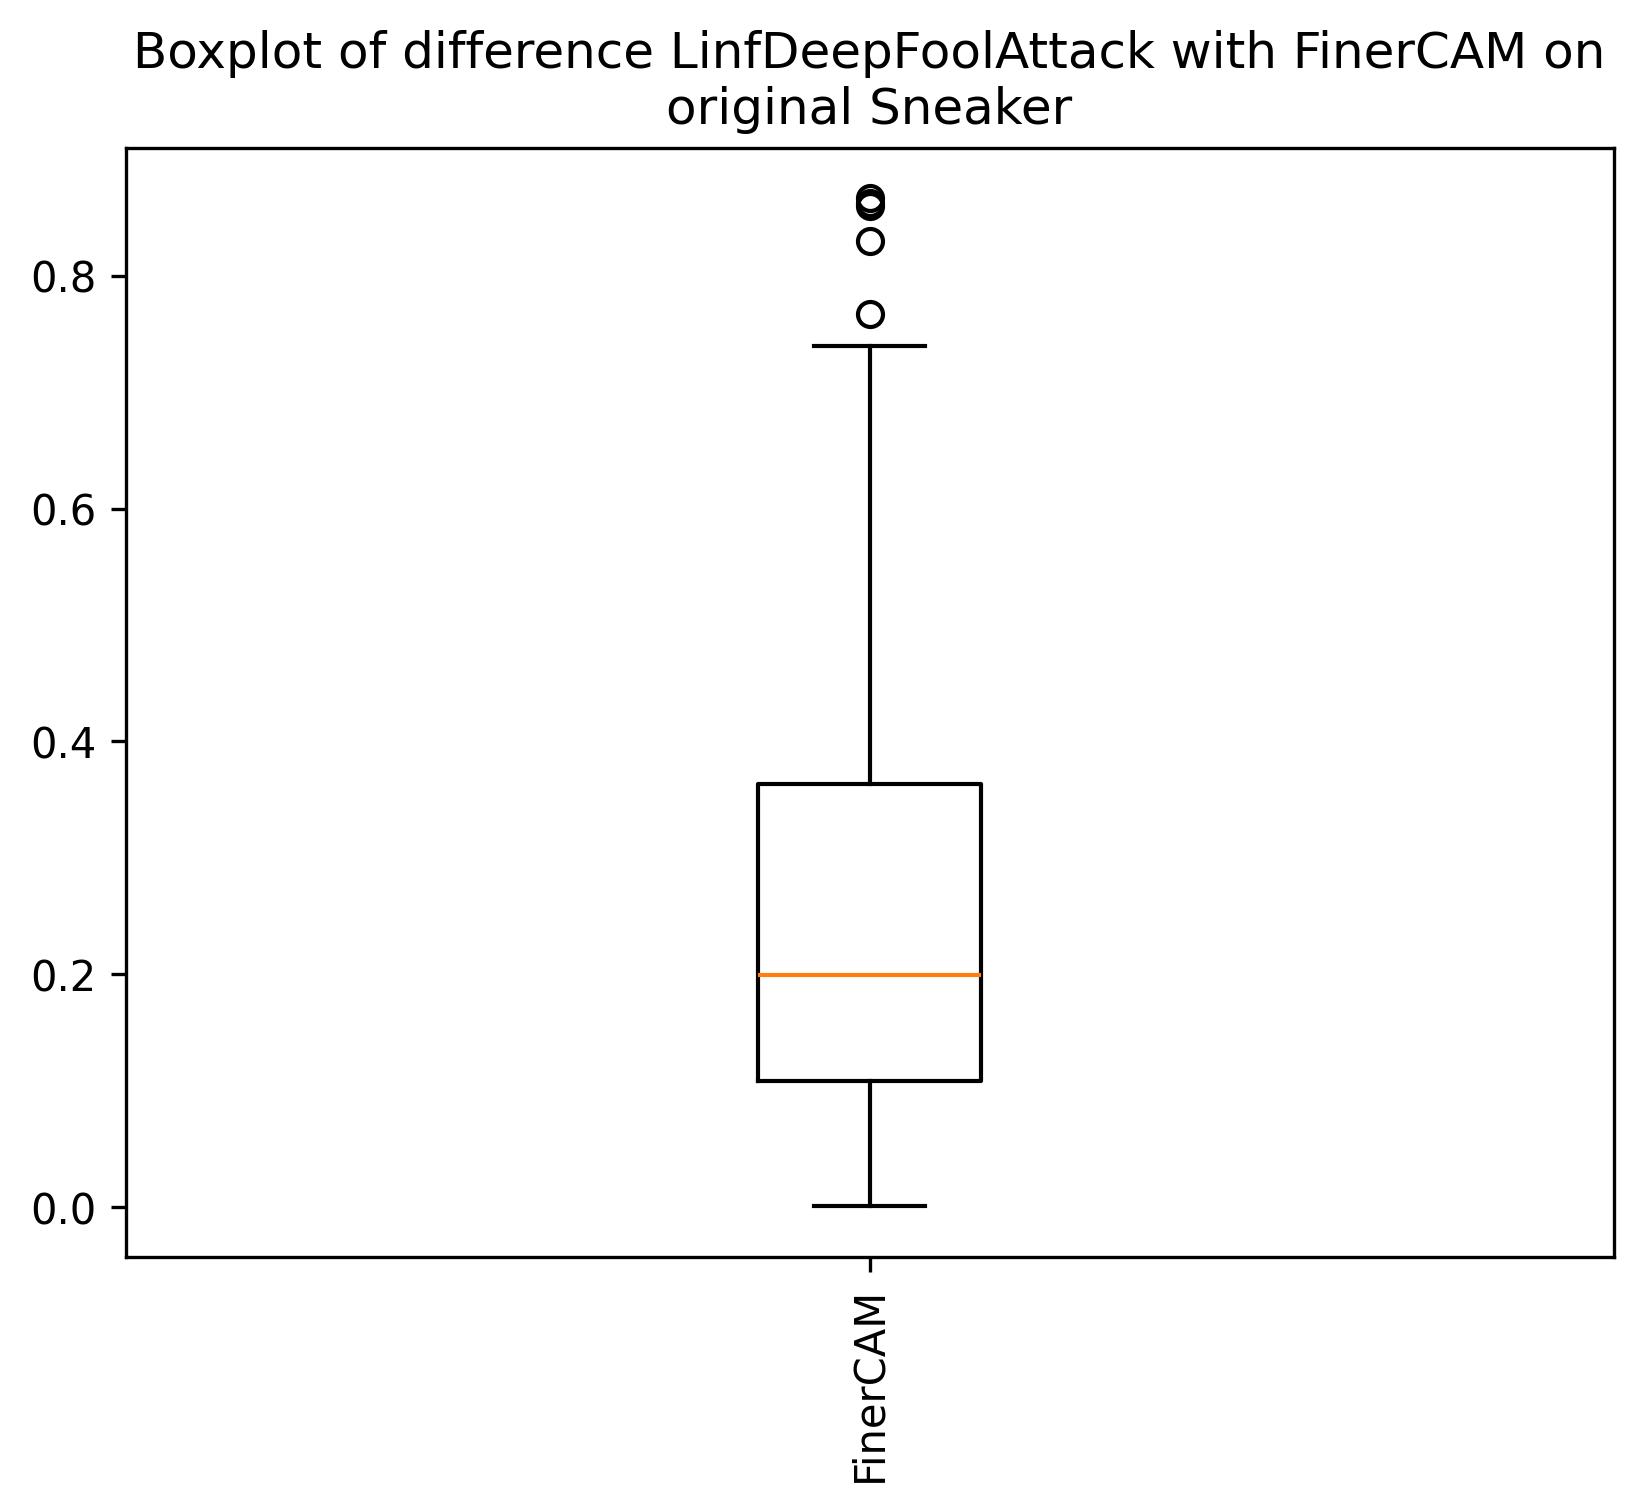 Boxplot of difference LinfDeepFoolAttack with FinerCAM on
original Sneaker
0.8
0.6
0.4
0.2
0.0
FinerCAM